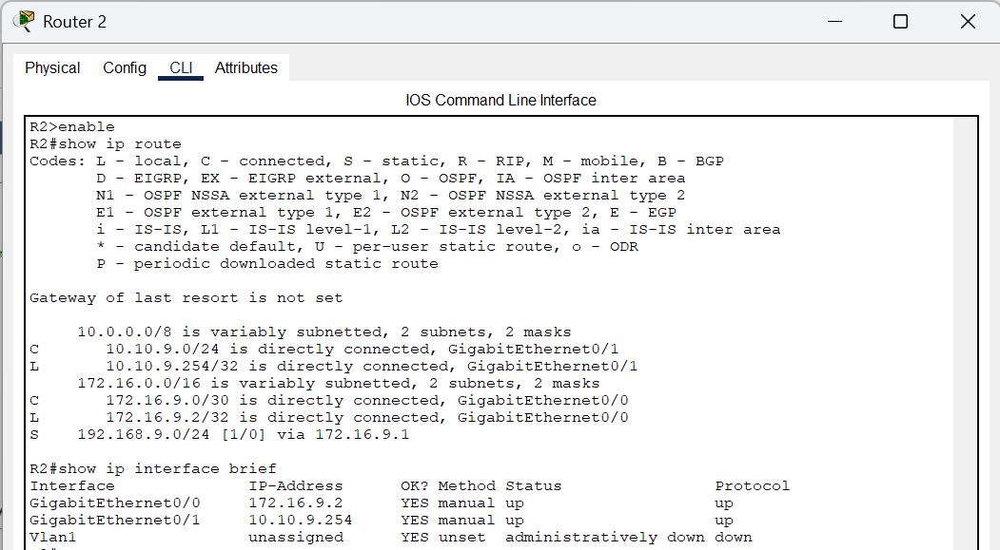 Router 2
Physical Config CLI Attributes
IOS Command Line Interface
R2>enable
R2#show ip route
Codes: L - local, C - connected, S - static, R - RIP, M - mobile, B - BGP
D - EIGRP, EX - EIGRP external, O - OSPF, IA - OSPF inter area
N1 - OSPF NSSA external type 1, N2 - OSPF NSSA external type 2
E1 - OSPF external type 1, E2 - OSPF external type 2, E - EGP
i - IS-IS, L1 - IS-IS level-1, L2 - IS-IS level-2, ia - IS-IS inter area
* - candidate default, U - per-user static route, o - ODR
P - periodic downloaded static route
Gateway of last resort is not set
10.0.0.0/8 is variably subnetted, 2 subnets, 2 masks
C 10.10.9.0/24 is directly connected, GigabitEthernet0/1
L 10.10.9.254/32 is directly connected, GigabitEthernet0/1
172.16.0.0/16 is variably subnetted, 2 subnets, 2 masks
C 172.16.9.0/30 is directly connected, GigabitEthernet0/0
L 172.16.9.2/32 is directly connected, GigabitEthernet0/0
S 192.168.9.0/24 [1/0] via 172.16.9.1
R2#show ip interface brief
Interface IP-Address OK? Method Status Protocol
GigabitEthernet0/0 172.16.9.2 YES manual up up
GigabitEthernet0/1 10.10.9.254 YES manual up up
Vlan1 unassigned YES unset administratively down down